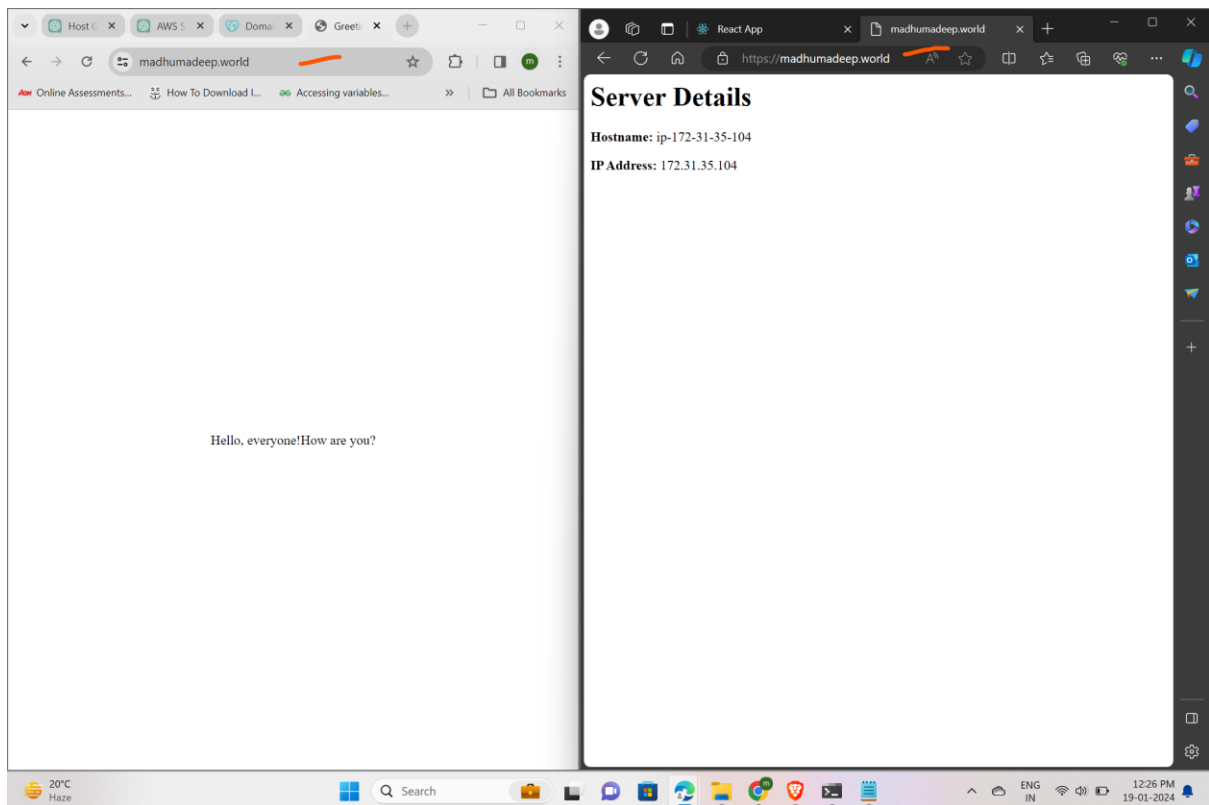 Host G
AWS S
Doma
Greeti
madhumadeep.world
Online Assessments...
How To Download I...
Accessing variables...
»
All Bookmarks
Hello, everyone!How are you?
React App
madhumadeep.world
https://madhumadeep.world
Server Details
Hostname: ip-172-31-35-104
IP Address: 172.31.35.104
20°C
Haze
Search
ENG
IN
12:26 PM
19-01-2024